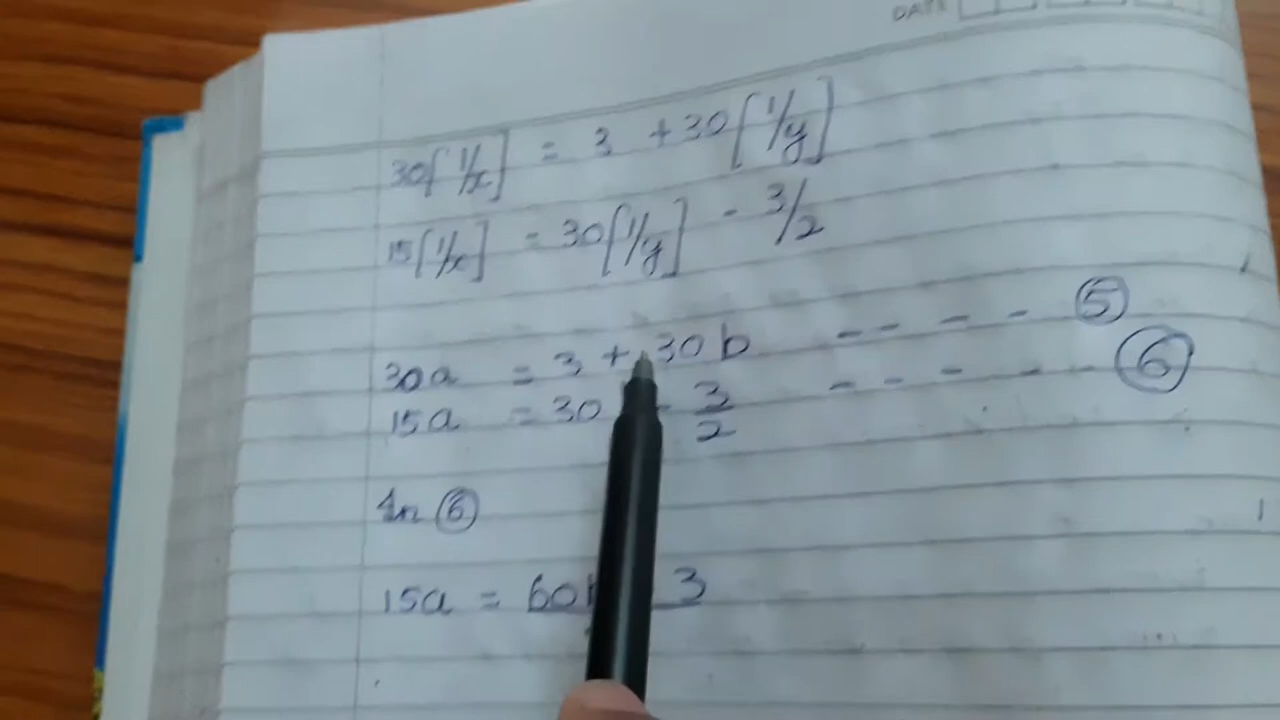 DATE
30[1/x] = 3 + 30[1/y]
15[1/x] = 30[1/y] - 3/2
30a = 3 + 30b ---- ⑤
15a = 30 - 3/2 ----- ⑥
In ⑥
15a = 60b 3